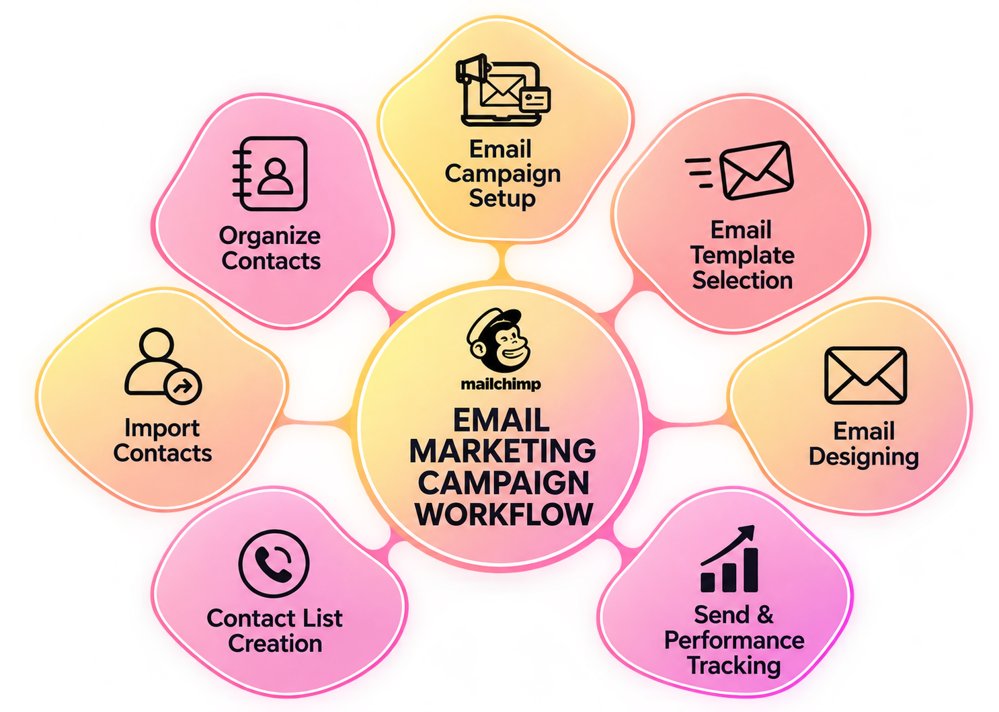 Email
Campaign
Setup
Organize
Contacts
Email
Template
Selection
Import
Contacts
mailchimp
EMAIL
MARKETING
CAMPAIGN
WORKFLOW
Email
Designing
Contact List
Creation
Send &
Performance
Tracking